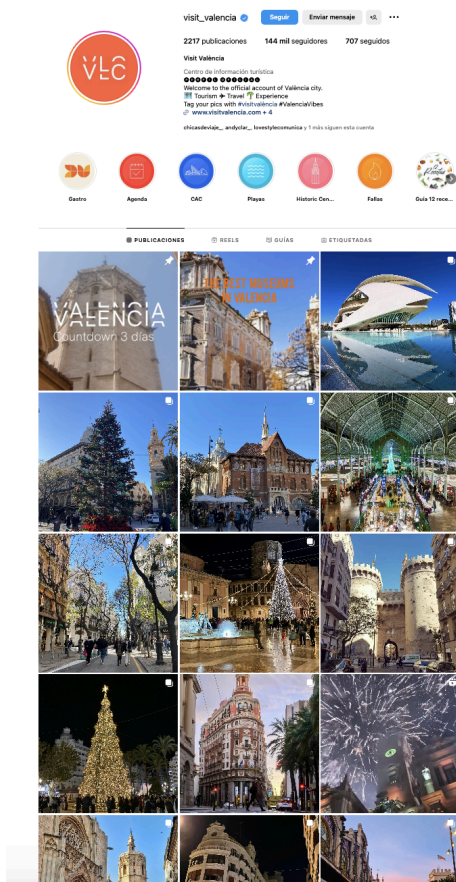 visit_valencia
Seguir
Enviar mensaje
2217 publicaciones 144 mil seguidores 707 seguidos
Visit València
Centro de información turística
Welcome to the official account of València city.
Tourism ✈ Travel 🌴 Experience
Tag your pics with #visitvalència #ValenciaVibes
www.visitvalencia.com + 4
chicasdeviaje_, andyclar_, lovestylecomunica y 1 más siguen esta cuenta
VLC
VLC
Gastro
Agenda
CAC
Playas
Historic Cen...
Fallas
Guía 12 rece...
PUBLICACIONES
REELS
GUÍAS
ETIQUETADAS
VALÈNCIA
VALENCIA
Countdown 3 días
THE BEST MUSEUMS
IN VALENCIA